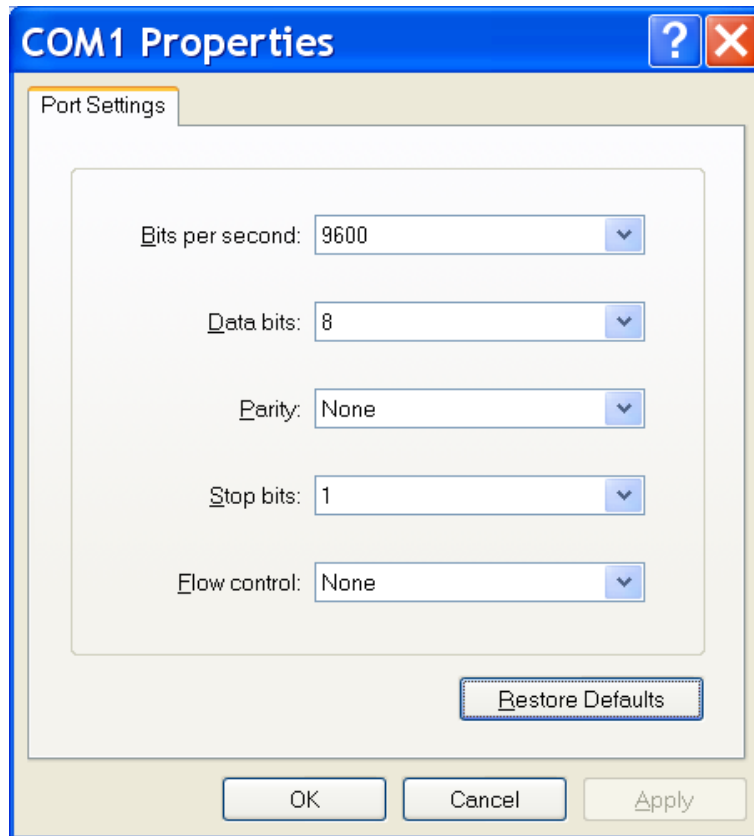 COM1 Properties ?
Port Settings
Bits per second: 9600
Data bits: 8
Parity: None
Stop bits: 1
Flow control: None
Restore Defaults
OK Cancel Apply